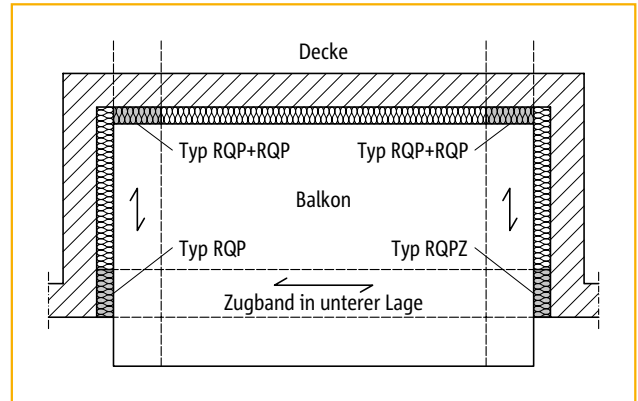 Decke
Typ RQP+RQP
Typ RQP+RQP
Balkon
Typ RQP
Typ RQPZ
Zugband in unterer Lage